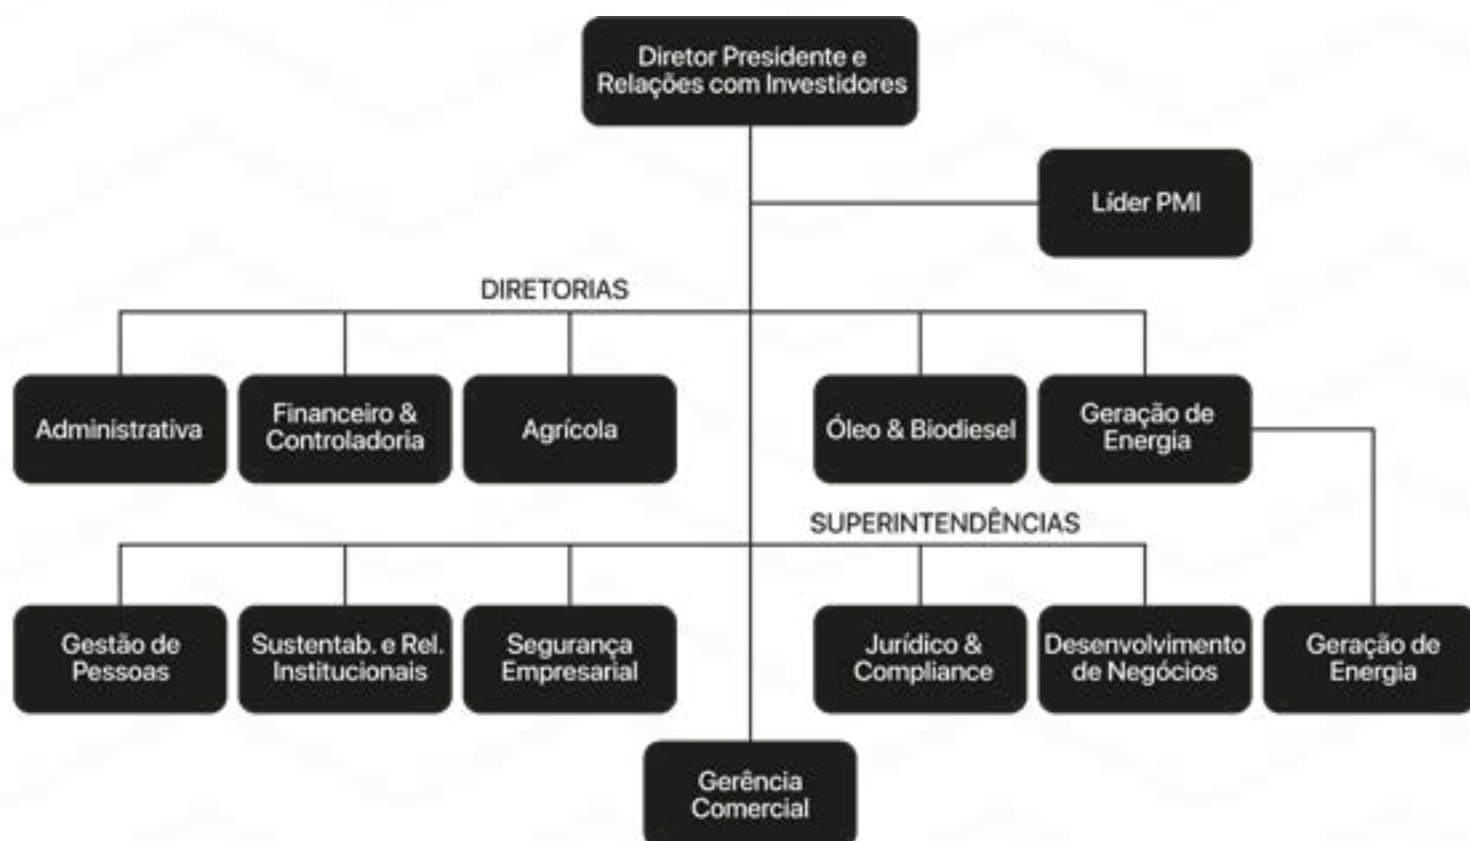 Diretor Presidente e
Relações com Investidores
Líder PMI
DIRETORIAS
Administrativa
Financeiro &
Controladoria
Agrícola
Óleo & Biodiesel
Geração de
Energia
SUPERINTENDÊNCIAS
Gestão de
Pessoas
Sustentab. e Rel.
Institucionais
Segurança
Empresarial
Jurídico &
Compliance
Desenvolvimento
de Negócios
Geração de
Energia
Gerência
Comercial